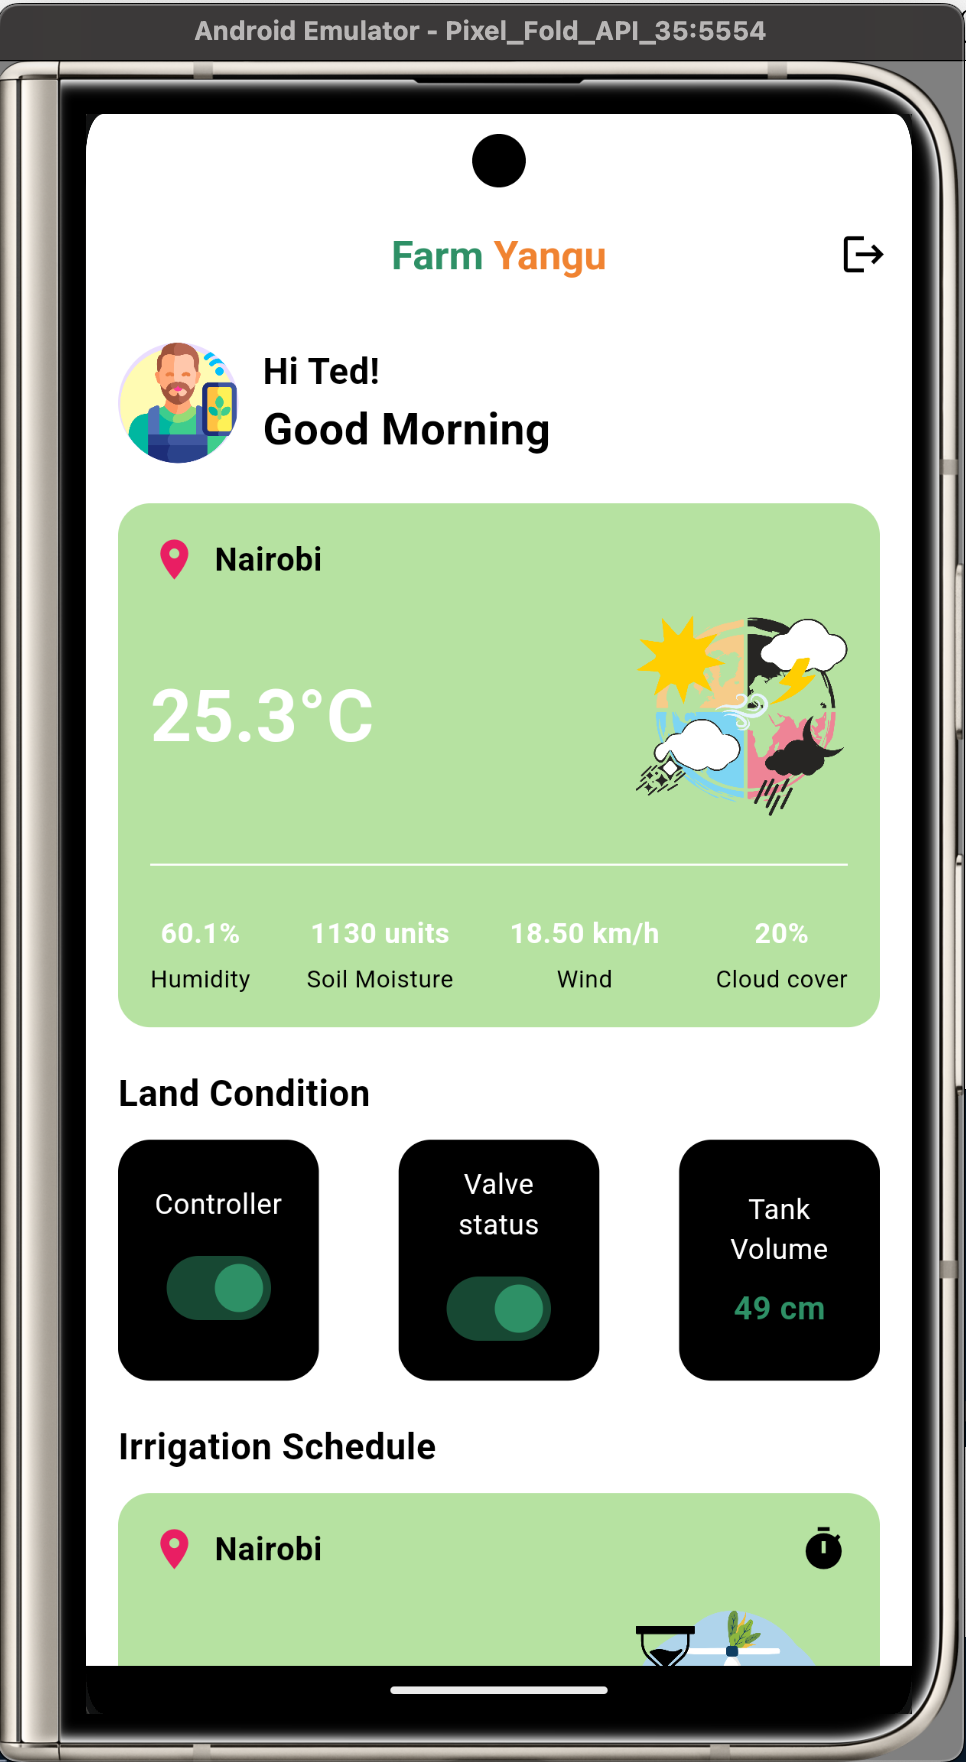 Android Emulator - Pixel_Fold_API_35:5554
Farm Yangu
Hi Ted!
Good Morning
Nairobi
25.3°C
60.1% 1130 units 18.50 km/h 20%
Humidity Soil Moisture Wind Cloud cover
Land Condition
Controller
Valve
status
Tank
Volume
49 cm
Irrigation Schedule
Nairobi